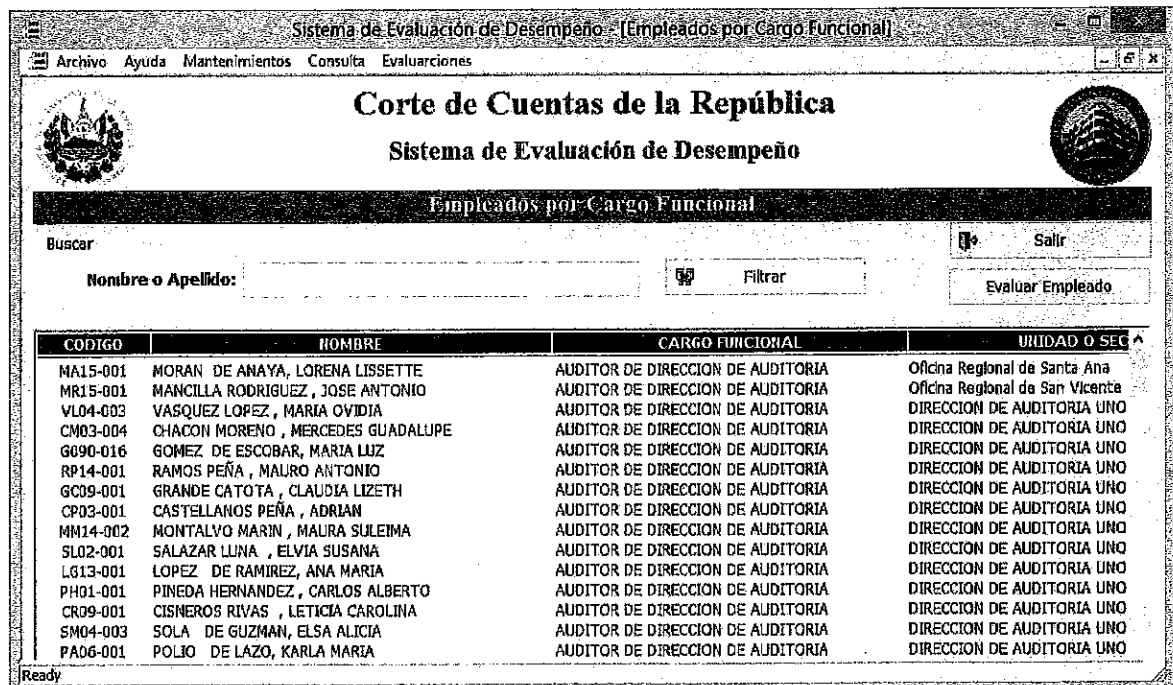 Sistema de Evaluación de Desempeño - [Empleados por Cargo Funcional]
Archivo Ayuda Mantenimientos Consulta Evaluarciones
Corte de Cuentas de la República
Sistema de Evaluación de Desempeño
Empleados por Cargo Funcional
Buscar
Salir
Nombre o Apellido:
Filtrar
Evaluar Empleado
CODIGO NOMBRE CARGO FUNCIONAL UNIDAD O SEC
MA15-001 MORAN DE ANAYA, LORENA LISSETTE AUDITOR DE DIRECCION DE AUDITORIA Oficina Regional de Santa Ana
MR15-001 MANCILLA RODRIGUEZ , JOSE ANTONIO AUDITOR DE DIRECCION DE AUDITORIA Oficina Regional de San Vicente
VL04-003 VASQUEZ LOPEZ , MARIA OVIDIA AUDITOR DE DIRECCION DE AUDITORIA DIRECCION DE AUDITORIA UNO
CM03-004 CHACON MORENO , MERCEDES GUADALUPE AUDITOR DE DIRECCION DE AUDITORIA DIRECCION DE AUDITORIA UNO
G090-016 GOMEZ DE ESCOBAR, MARIA LUZ AUDITOR DE DIRECCION DE AUDITORIA DIRECCION DE AUDITORIA UNO
RP14-001 RAMOS PEÑA , MAURO ANTONIO AUDITOR DE DIRECCION DE AUDITORIA DIRECCION DE AUDITORIA UNO
GC09-001 GRANDE CATOTA , CLAUDIA LIZETH AUDITOR DE DIRECCION DE AUDITORIA DIRECCION DE AUDITORIA UNO
CP03-001 CASTELLANOS PEÑA , ADRIAN AUDITOR DE DIRECCION DE AUDITORIA DIRECCION DE AUDITORIA UNO
MM14-002 MONTALVO MARIN , MAURA SULEIMA AUDITOR DE DIRECCION DE AUDITORIA DIRECCION DE AUDITORIA UNO
SL02-001 SALAZAR LUNA , ELVIA SUSANA AUDITOR DE DIRECCION DE AUDITORIA DIRECCION DE AUDITORIA UNO
LG13-001 LOPEZ DE RAMIREZ, ANA MARIA AUDITOR DE DIRECCION DE AUDITORIA DIRECCION DE AUDITORIA UNO
PH01-001 PINEDA HERNANDEZ , CARLOS ALBERTO AUDITOR DE DIRECCION DE AUDITORIA DIRECCION DE AUDITORIA UNO
CR09-001 CISNEROS RIVAS , LETICIA CAROLINA AUDITOR DE DIRECCION DE AUDITORIA DIRECCION DE AUDITORIA UNO
SM04-003 SOLA DE GUZMAN, ELSA ALICIA AUDITOR DE DIRECCION DE AUDITORIA DIRECCION DE AUDITORIA UNO
PA06-001 POLIO DE LAZO, KARLA MARIA AUDITOR DE DIRECCION DE AUDITORIA DIRECCION DE AUDITORIA UNO
Ready